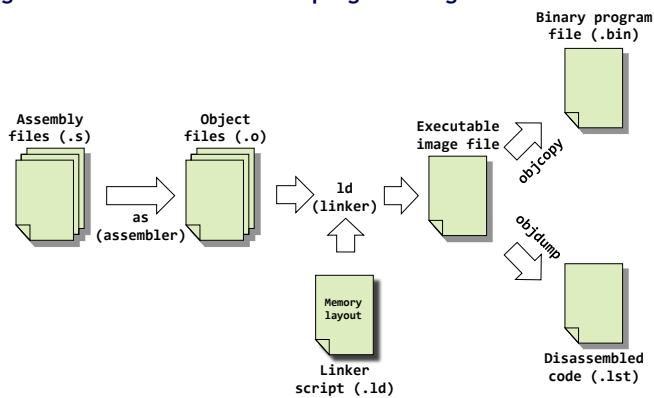 Binary program
file (.bin)
Assembly
files (.s)
Object
files (.o)
Executable
image file
objcopy
ld
(linker)
as
(assembler)
objdump
Memory
layout
Linker
script (.ld)
Disassembled
code (.lst)